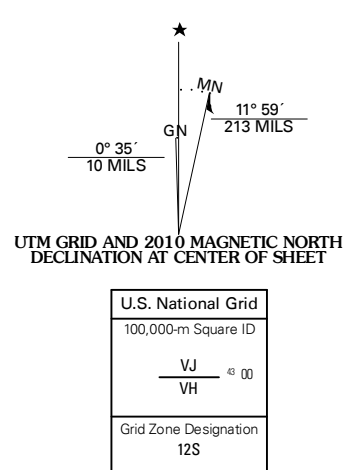 ★
MN
11° 59´
213 MILS
GN
0° 35´
10 MILS
UTM GRID AND 2010 MAGNETIC NORTH
DECLINATION AT CENTER OF SHEET
U.S. National Grid
100,000-m Square ID
VJ
43 00
VH
Grid Zone Designation
12S